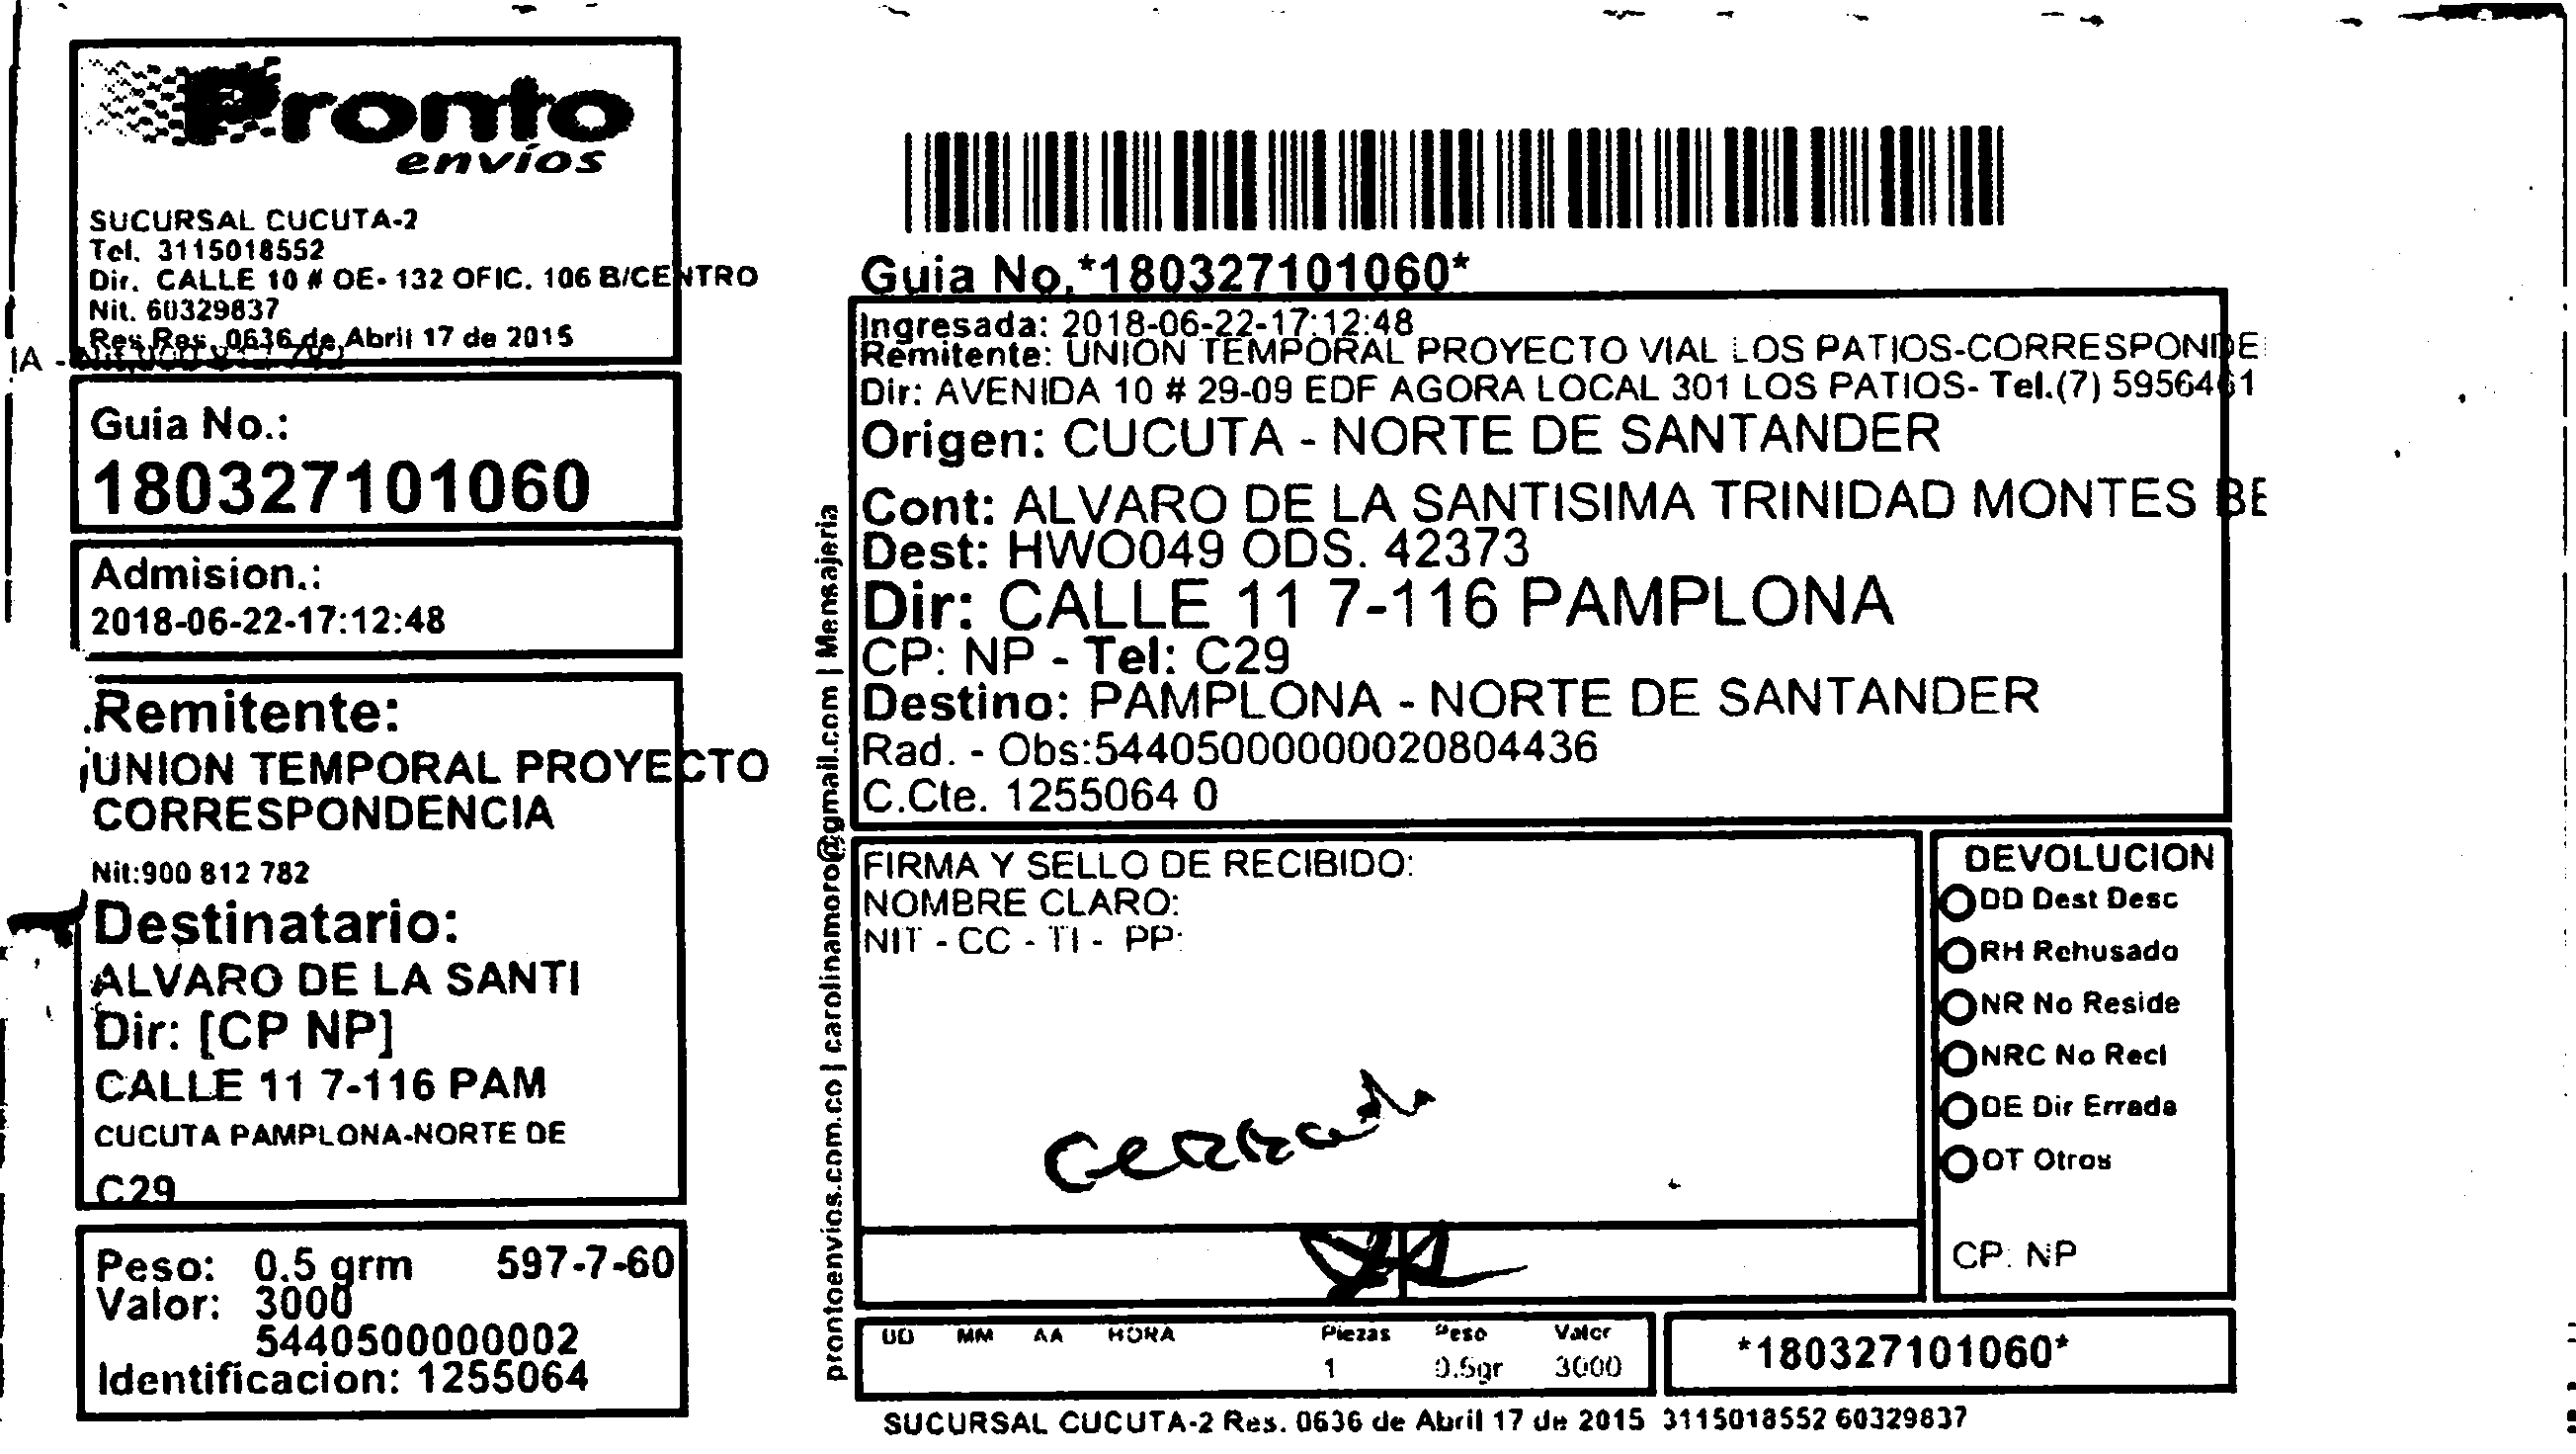 Pronto
envíos
SUCURSAL CUCUTA-2
Tel. 3115018552
Dir. CALLE 10 # OE- 132 OFIC. 106 B/CENTRO
Nit. 60329837
Res Res. 0636 de Abril 17 de 2015
Guia No.:
180327101060
Admision.:
2018-06-22-17:12:48
Remitente:
UNION TEMPORAL PROYECTO
CORRESPONDENCIA
Nit:900 812 782
Destinatario:
ALVARO DE LA SANTI
Dir: [CP NP]
CALLE 11 7-116 PAM
CUCUTA PAMPLONA-NORTE DE
C29
Peso: 0.5 grm 597-7-60
Valor: 3000
5440500000002
Identificacion: 1255064
prontoenvios.com.co | carolinamoro@gmail.com | Mensajeria
Guia No.*180327101060*
Ingresada: 2018-06-22-17:12:48
Remitente: UNION TEMPORAL PROYECTO VIAL LOS PATIOS-CORRESPONDE
Dir: AVENIDA 10 # 29-09 EDF AGORA LOCAL 301 LOS PATIOS- Tel.(7) 5956461
Origen: CUCUTA - NORTE DE SANTANDER
Cont: ALVARO DE LA SANTISIMA TRINIDAD MONTES BE
Dest: HWO049 ODS. 42373
Dir: CALLE 11 7-116 PAMPLONA
CP: NP - Tel: C29
Destino: PAMPLONA - NORTE DE SANTANDER
Rad. - Obs:544050000000020804436
C.Cte. 1255064 0
FIRMA Y SELLO DE RECIBIDO:
NOMBRE CLARO:
NIT - CC - TI - PP:
Cerrado
DEVOLUCION
DD Dest Desc
RH Rehusado
NR No Reside
NRC No Recl
DE Dir Errada
OT Otros
CP: NP
DD MM AA HORA Piezas Peso Valor
1 0.5gr 3000
*180327101060*
SUCURSAL CUCUTA-2 Res. 0636 de Abril 17 de 2015 3115018552 60329837